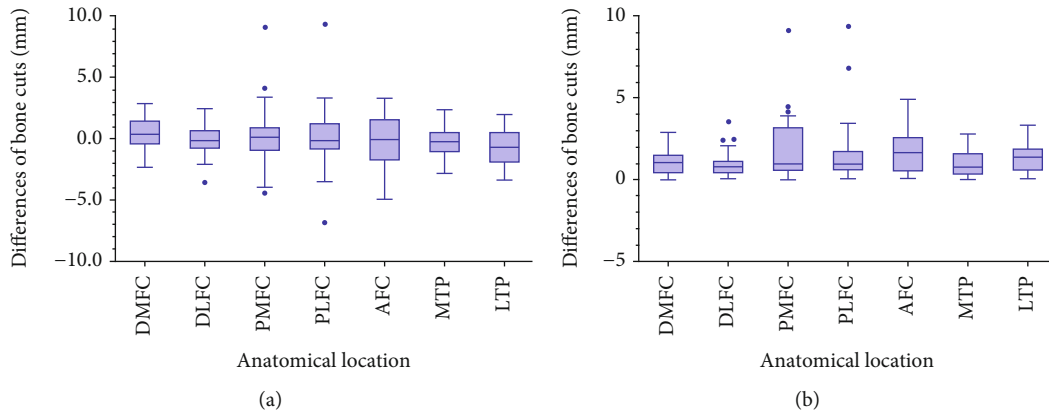 Differences of bone cuts (mm)
10.0
5.0
0.0
−5.0
−10.0
DMFC
DLFC
PMFC
PLFC
AFC
MTP
LTP
Anatomical location
(a)
Differences of bone cuts (mm)
10
5
0
−5
DMFC
DLFC
PMFC
PLFC
AFC
MTP
LTP
Anatomical location
(b)